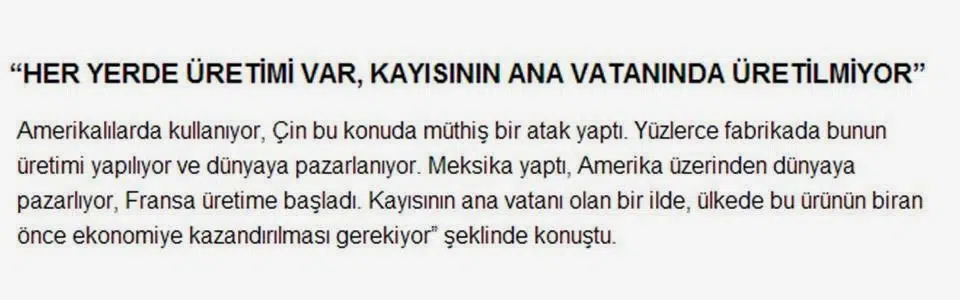 “HER YERDE ÜRETİMİ VAR, KAYISININ ANA VATANINDA ÜRETİLMİYOR”
Amerikalılarda kullanıyor, Çin bu konuda müthiş bir atak yaptı. Yüzlerce fabrikada bunun
üretimi yapılıyor ve dünyaya pazarlanıyor. Meksika yaptı, Amerika üzerinden dünyaya
pazarlıyor, Fransa üretime başladı. Kayısının ana vatanı olan bir ilde, ülkede bu ürünün biran
önce ekonomiye kazandırılması gerekiyor” şeklinde konuştu.